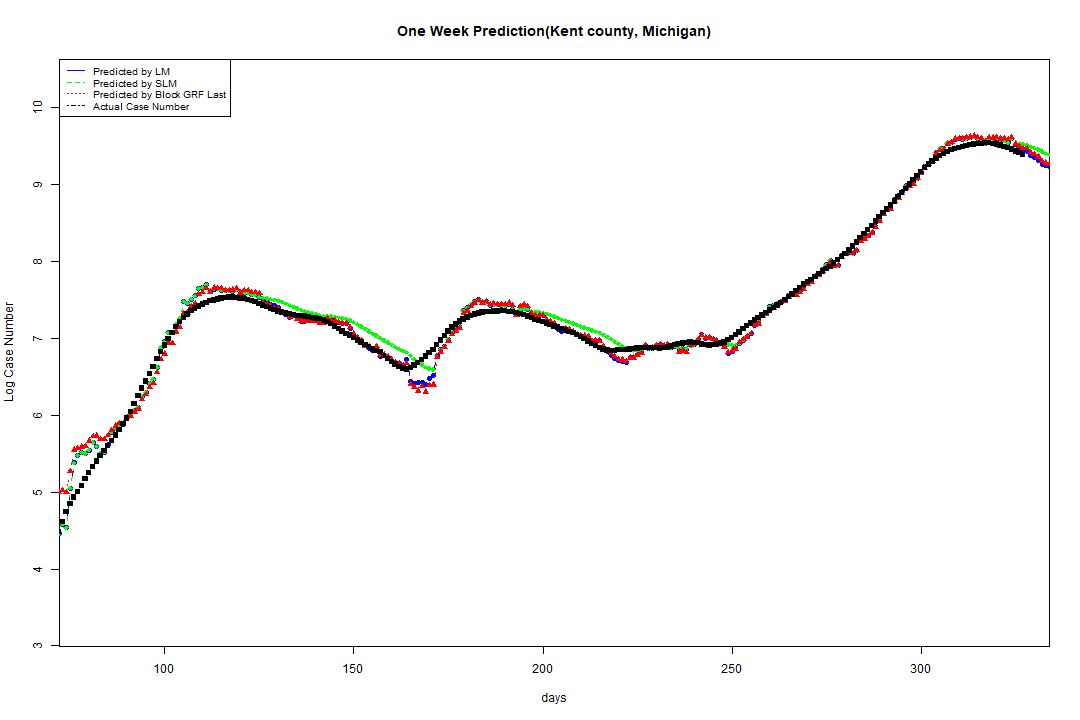 One Week Prediction(Kent county, Michigan)
Predicted by LM
Predicted by SLM
Predicted by Block GRF Last
Actual Case Number
Log Case Number
10
9
8
7
6
5
4
3
100
150
200
250
300
days